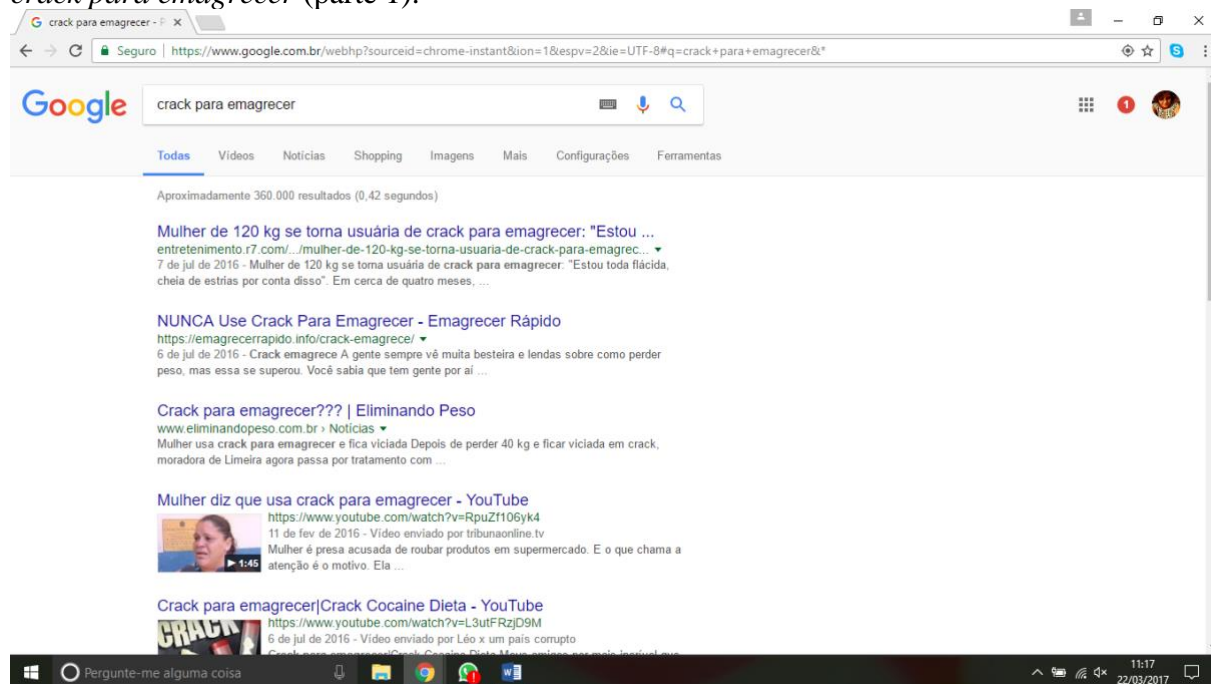 crack para emagrecer (parte 1).
crack para emagrecer - P
Seguro | https://www.google.com.br/webhp?sourceid=chrome-instant&ion=1&espv=2&ie=UTF-8#q=crack+para+emagrecer&*
Google
crack para emagrecer
1
Todas Vídeos Notícias Shopping Imagens Mais Configurações Ferramentas
Aproximadamente 360.000 resultados (0,42 segundos)
Mulher de 120 kg se torna usuária de crack para emagrecer: "Estou ...
entretenimento.r7.com/.../mulher-de-120-kg-se-torna-usuaria-de-crack-para-emagrec...
7 de jul de 2016 - Mulher de 120 kg se torna usuária de crack para emagrecer: "Estou toda flácida,
cheia de estrias por conta disso". Em cerca de quatro meses, ...
NUNCA Use Crack Para Emagrecer - Emagrecer Rápido
https://emagrecerrapido.info/crack-emagrece/
6 de jul de 2016 - Crack emagrece A gente sempre vê muita besteira e lendas sobre como perder
peso, mas essa se superou. Você sabia que tem gente por aí ...
Crack para emagrecer??? | Eliminando Peso
www.eliminandopeso.com.br › Notícias
Mulher usa crack para emagrecer e fica viciada Depois de perder 40 kg e ficar viciada em crack,
moradora de Limeira agora passa por tratamento com ...
Mulher diz que usa crack para emagrecer - YouTube
https://www.youtube.com/watch?v=RpuZf106yk4
11 de fev de 2016 - Vídeo enviado por tribunaonline.tv
Mulher é presa acusada de roubar produtos em supermercado. E o que chama a
atenção é o motivo. Ela ...
1:45
Crack para emagrecer|Crack Cocaine Dieta - YouTube
https://www.youtube.com/watch?v=L3utFRzjD9M
6 de jul de 2016 - Vídeo enviado por Léo x um país corrupto
CRACK
Pergunte-me alguma coisa
11:17
22/03/2017